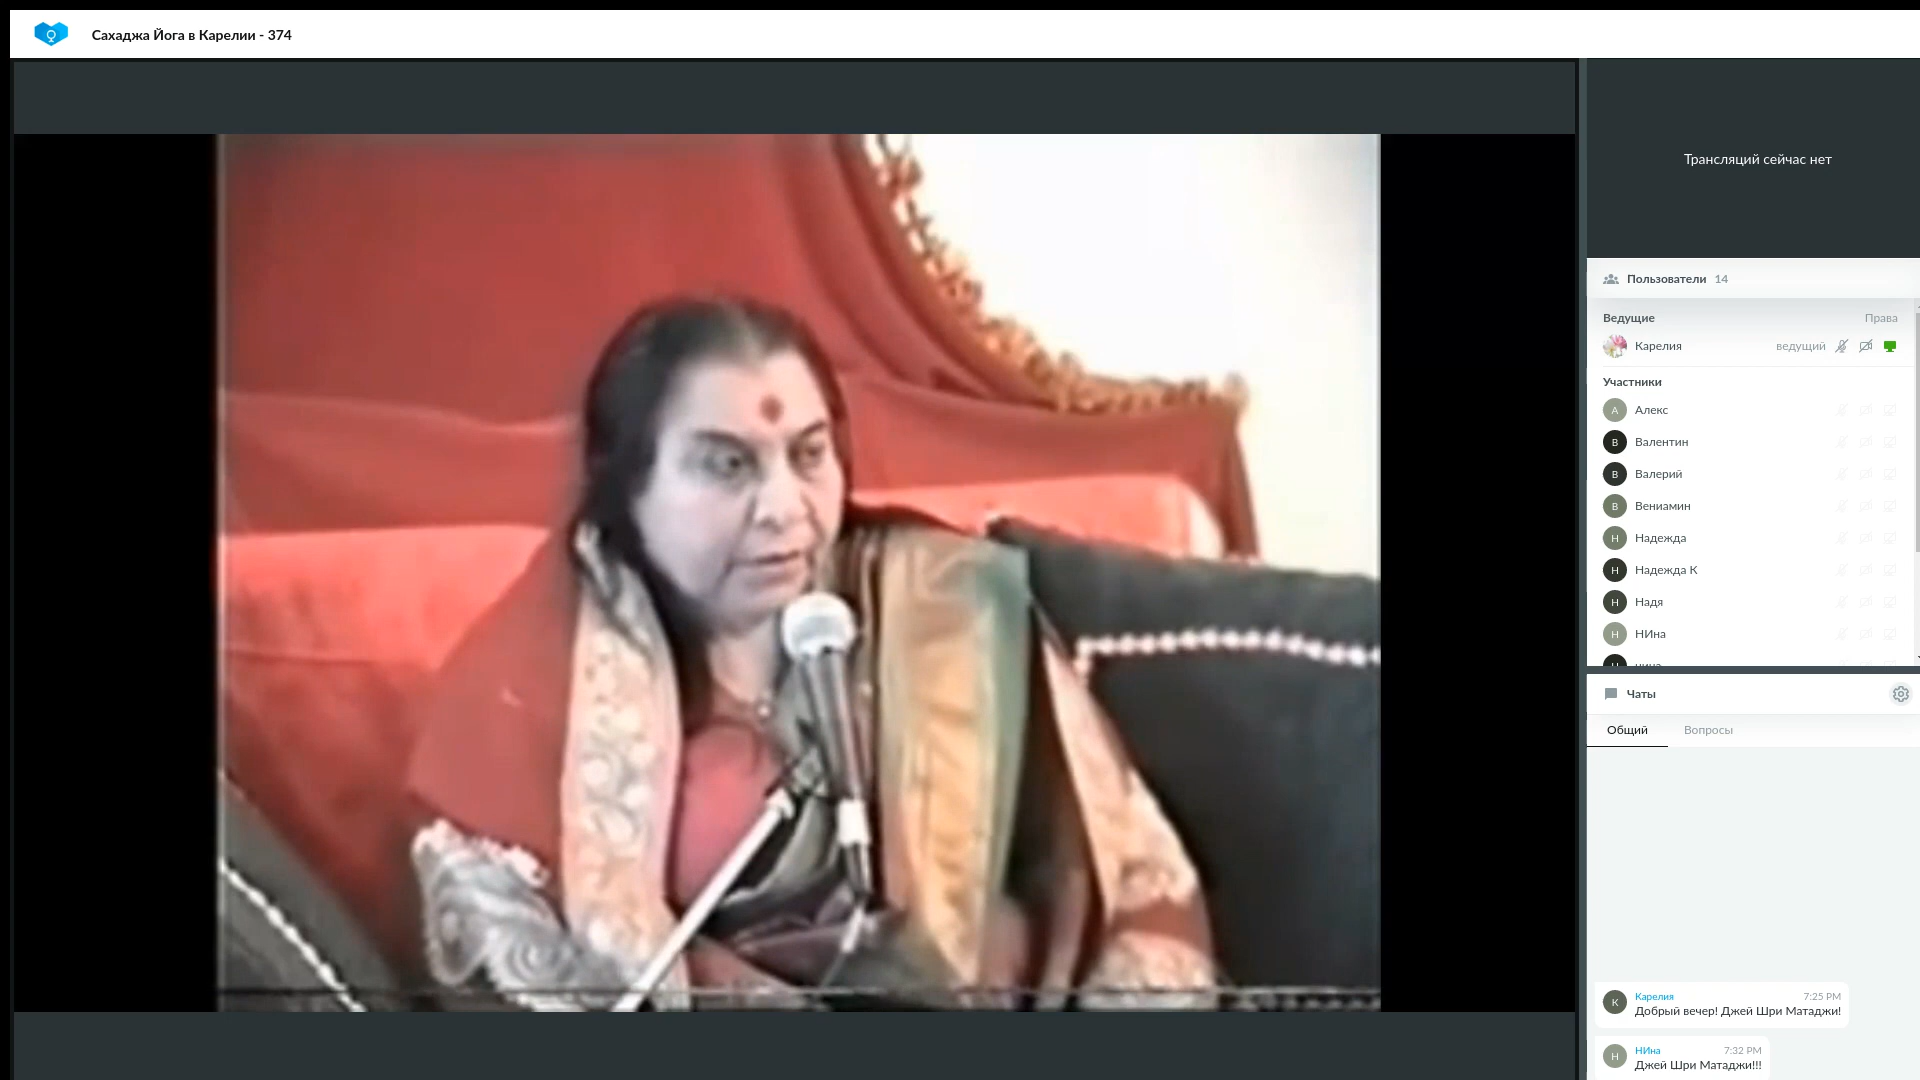 Сахаджа Йога в Карелии - 374
Трансляций сейчас нет
Пользователи 14
Ведущие Права
Карелия ведущий
Участники
А Алекс
В Валентин
В Валерий
В Вениамин
Н Надежда
Н Надежда К
Н Надя
Н НИна
Чаты
Общий Вопросы
К Карелия 7:25 PM
Добрый вечер! Джей Шри Матаджи!
Н НИна 7:32 PM
Джей Шри Матаджи!!!